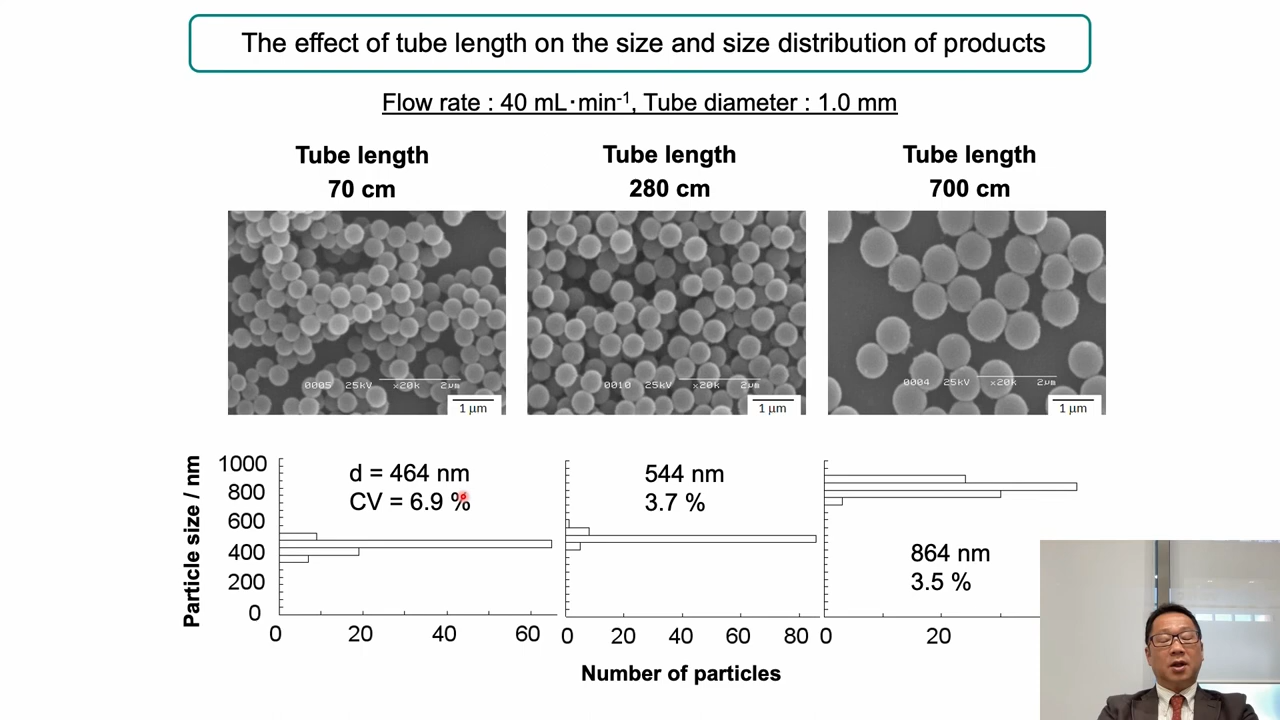 The effect of tube length on the size and size distribution of products
Flow rate : 40 mL·min-1, Tube diameter : 1.0 mm
Tube length
70 cm
Tube length
280 cm
Tube length
700 cm
0005 25kV ×20k 2µm
1 µm
0010 25kV ×20k 2µm
1 µm
0004 25kV ×20k 2µm
1 µm
Particle size / nm
1000
800
600
400
200
0
d = 464 nm
CV = 6.9 %
0 20 40 60
544 nm
3.7 %
0 20 40 60 80
864 nm
3.5 %
0 20
Number of particles